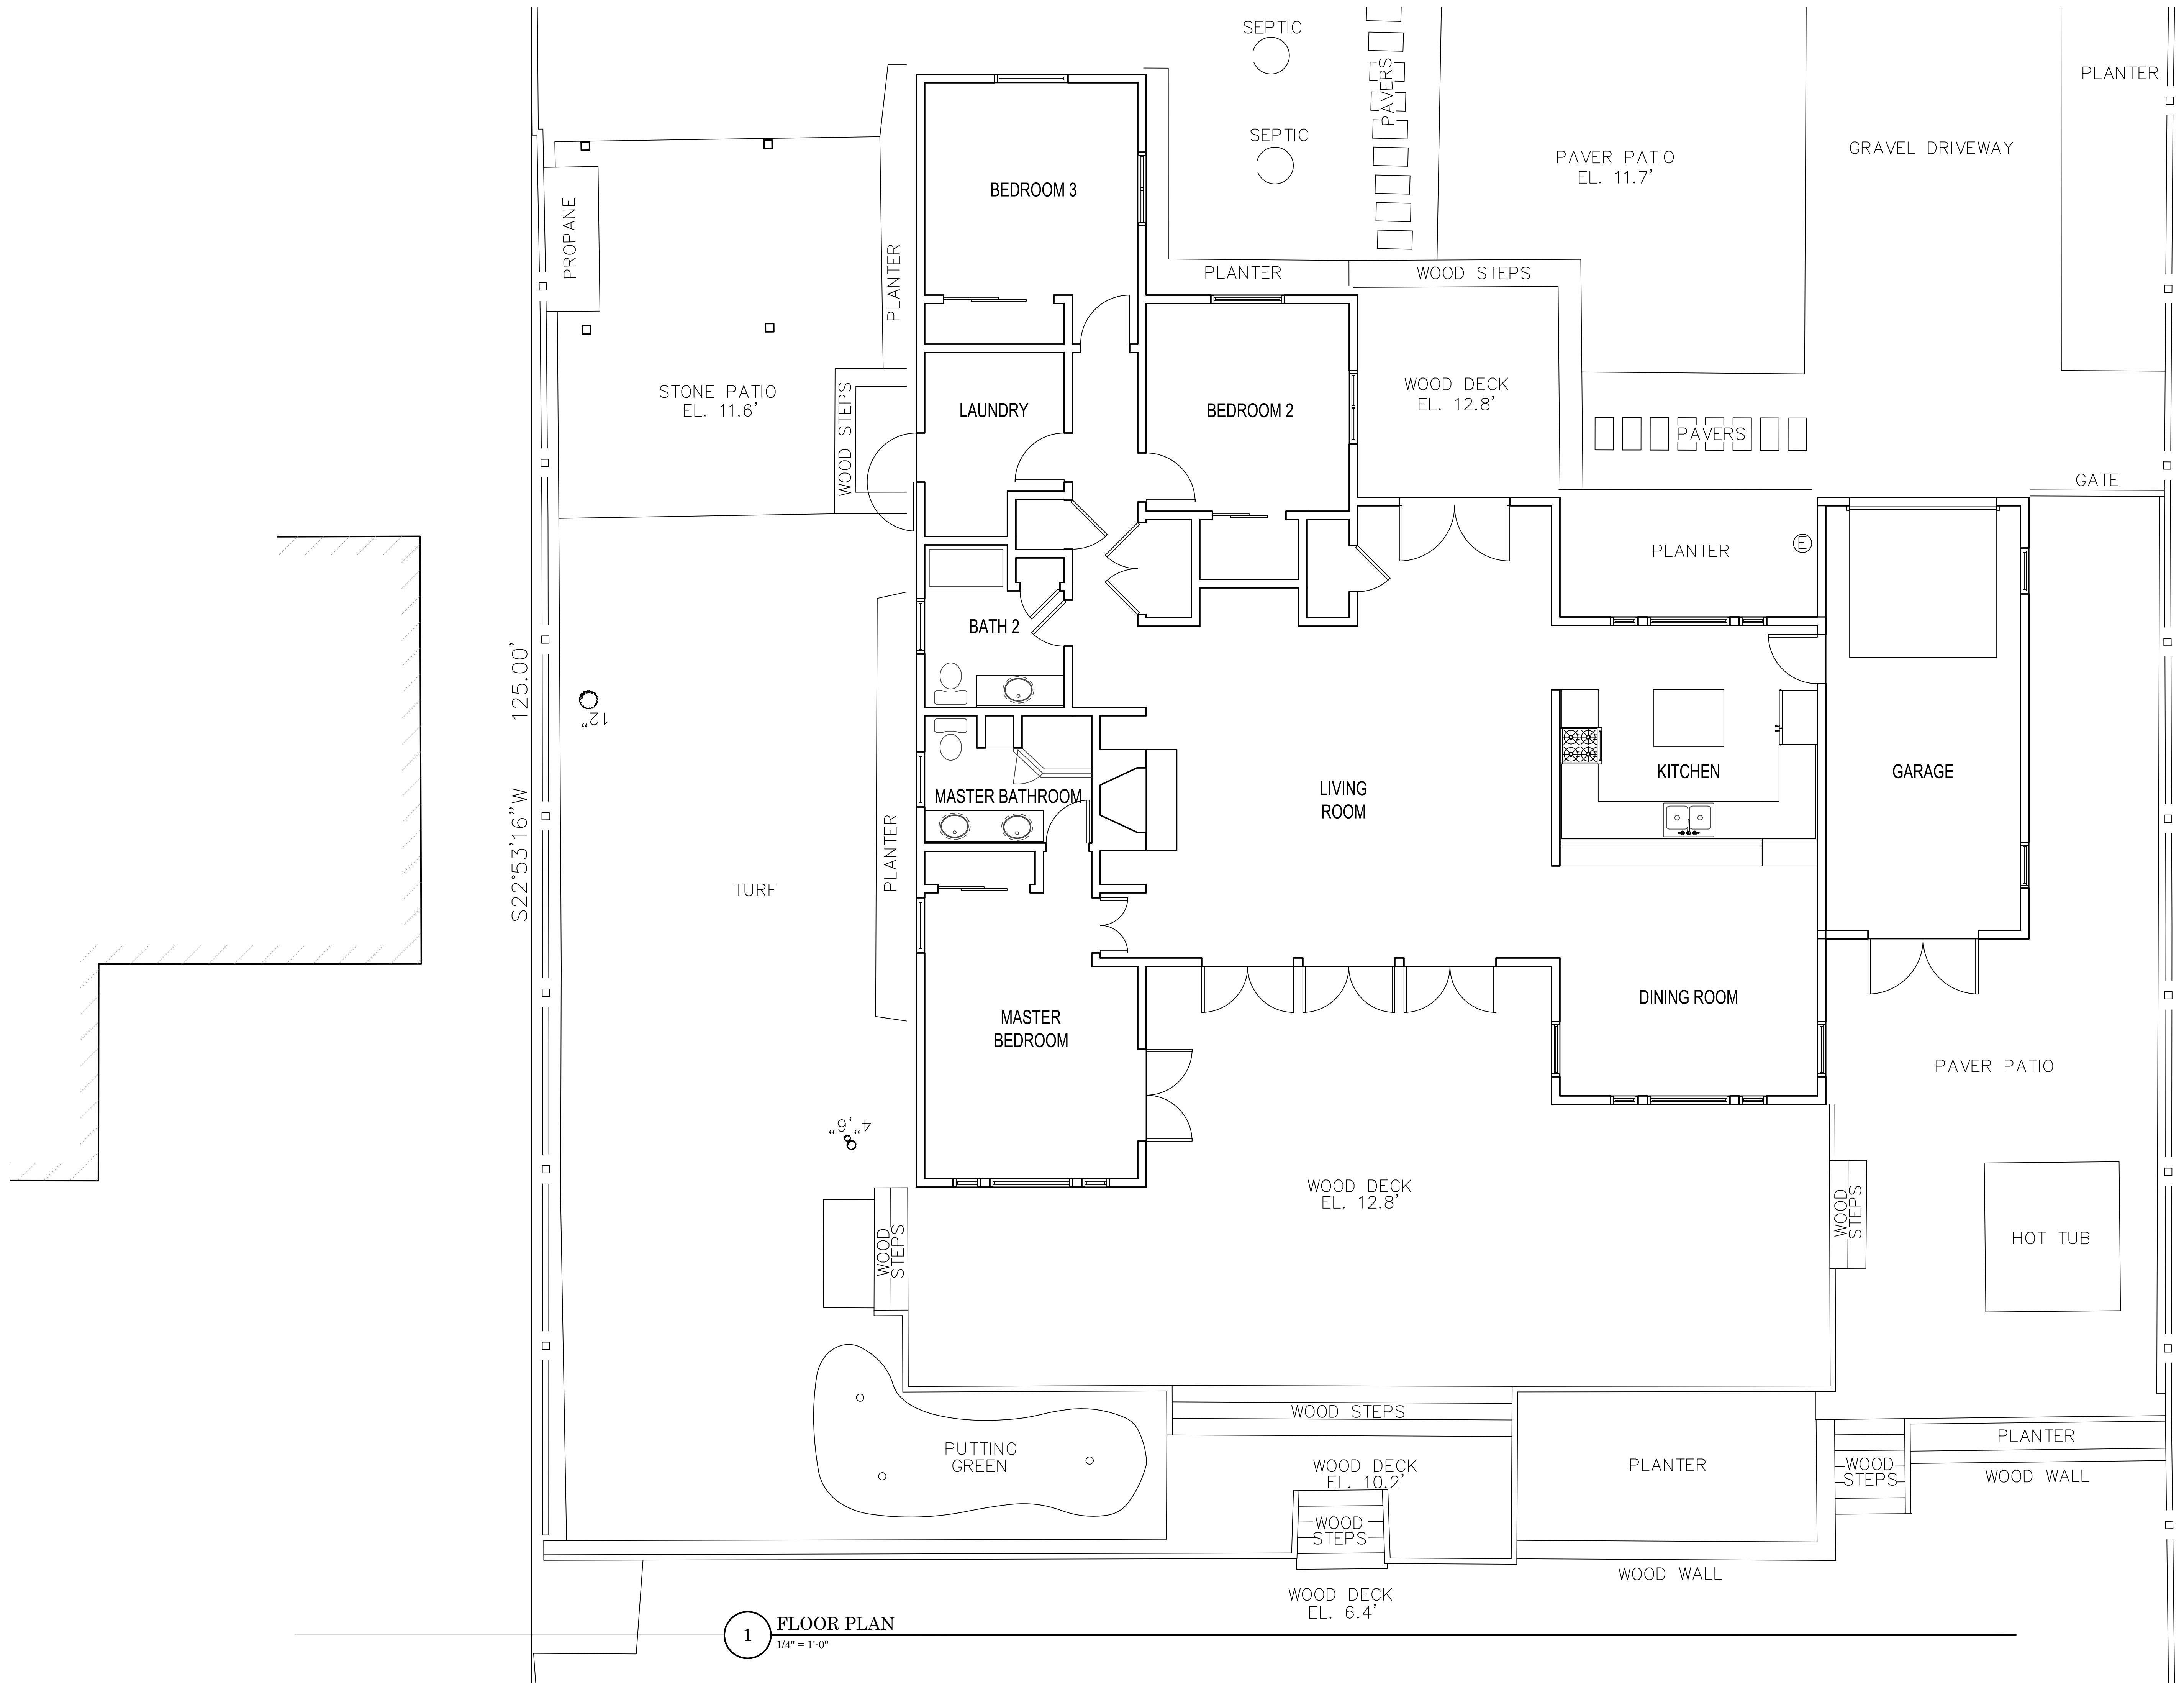 SEPTIC
PLANTER
PAVERS
SEPTIC
PAVER PATIO
EL. 11.7'
GRAVEL DRIVEWAY
BEDROOM 3
PROPANE
PLANTER
PLANTER
WOOD STEPS
STONE PATIO
EL. 11.6'
WOOD STEPS
LAUNDRY
BEDROOM 2
WOOD DECK
EL. 12.8'
PAVERS
GATE
PLANTER
E
BATH 2
S22°53'16"W 125.00'
12"
KITCHEN
GARAGE
LIVING
ROOM
MASTER BATHROOM
PLANTER
TURF
DINING ROOM
MASTER
BEDROOM
PAVER PATIO
4",6"
WOOD DECK
EL. 12.8'
WOOD
STEPS
WOOD
STEPS
HOT TUB
WOOD STEPS
PUTTING
GREEN
WOOD DECK
EL. 10.2'
PLANTER
WOOD
STEPS
PLANTER
WOOD WALL
WOOD
STEPS
WOOD WALL
WOOD DECK
EL. 6.4'
1
FLOOR PLAN
1/4" = 1'-0"